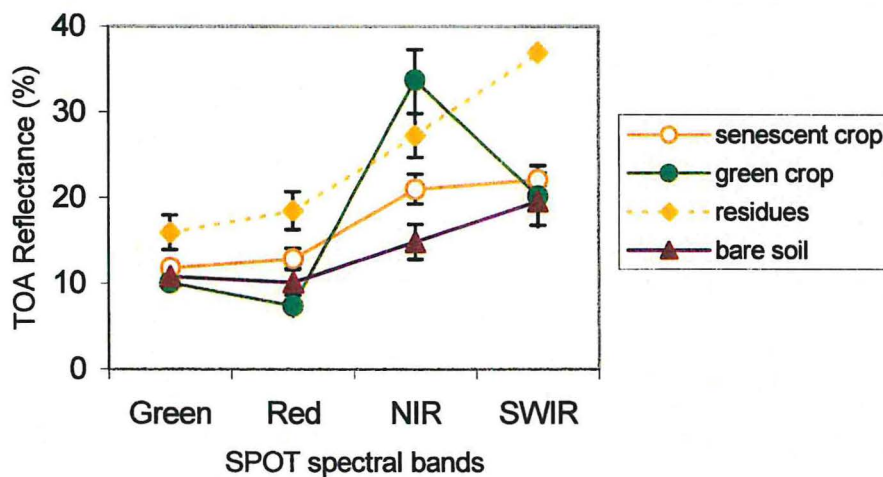 40
30
20
10
0
TOA Reflectance (%)
Green Red NIR SWIR
SPOT spectral bands
senescent crop
green crop
residues
bare soil